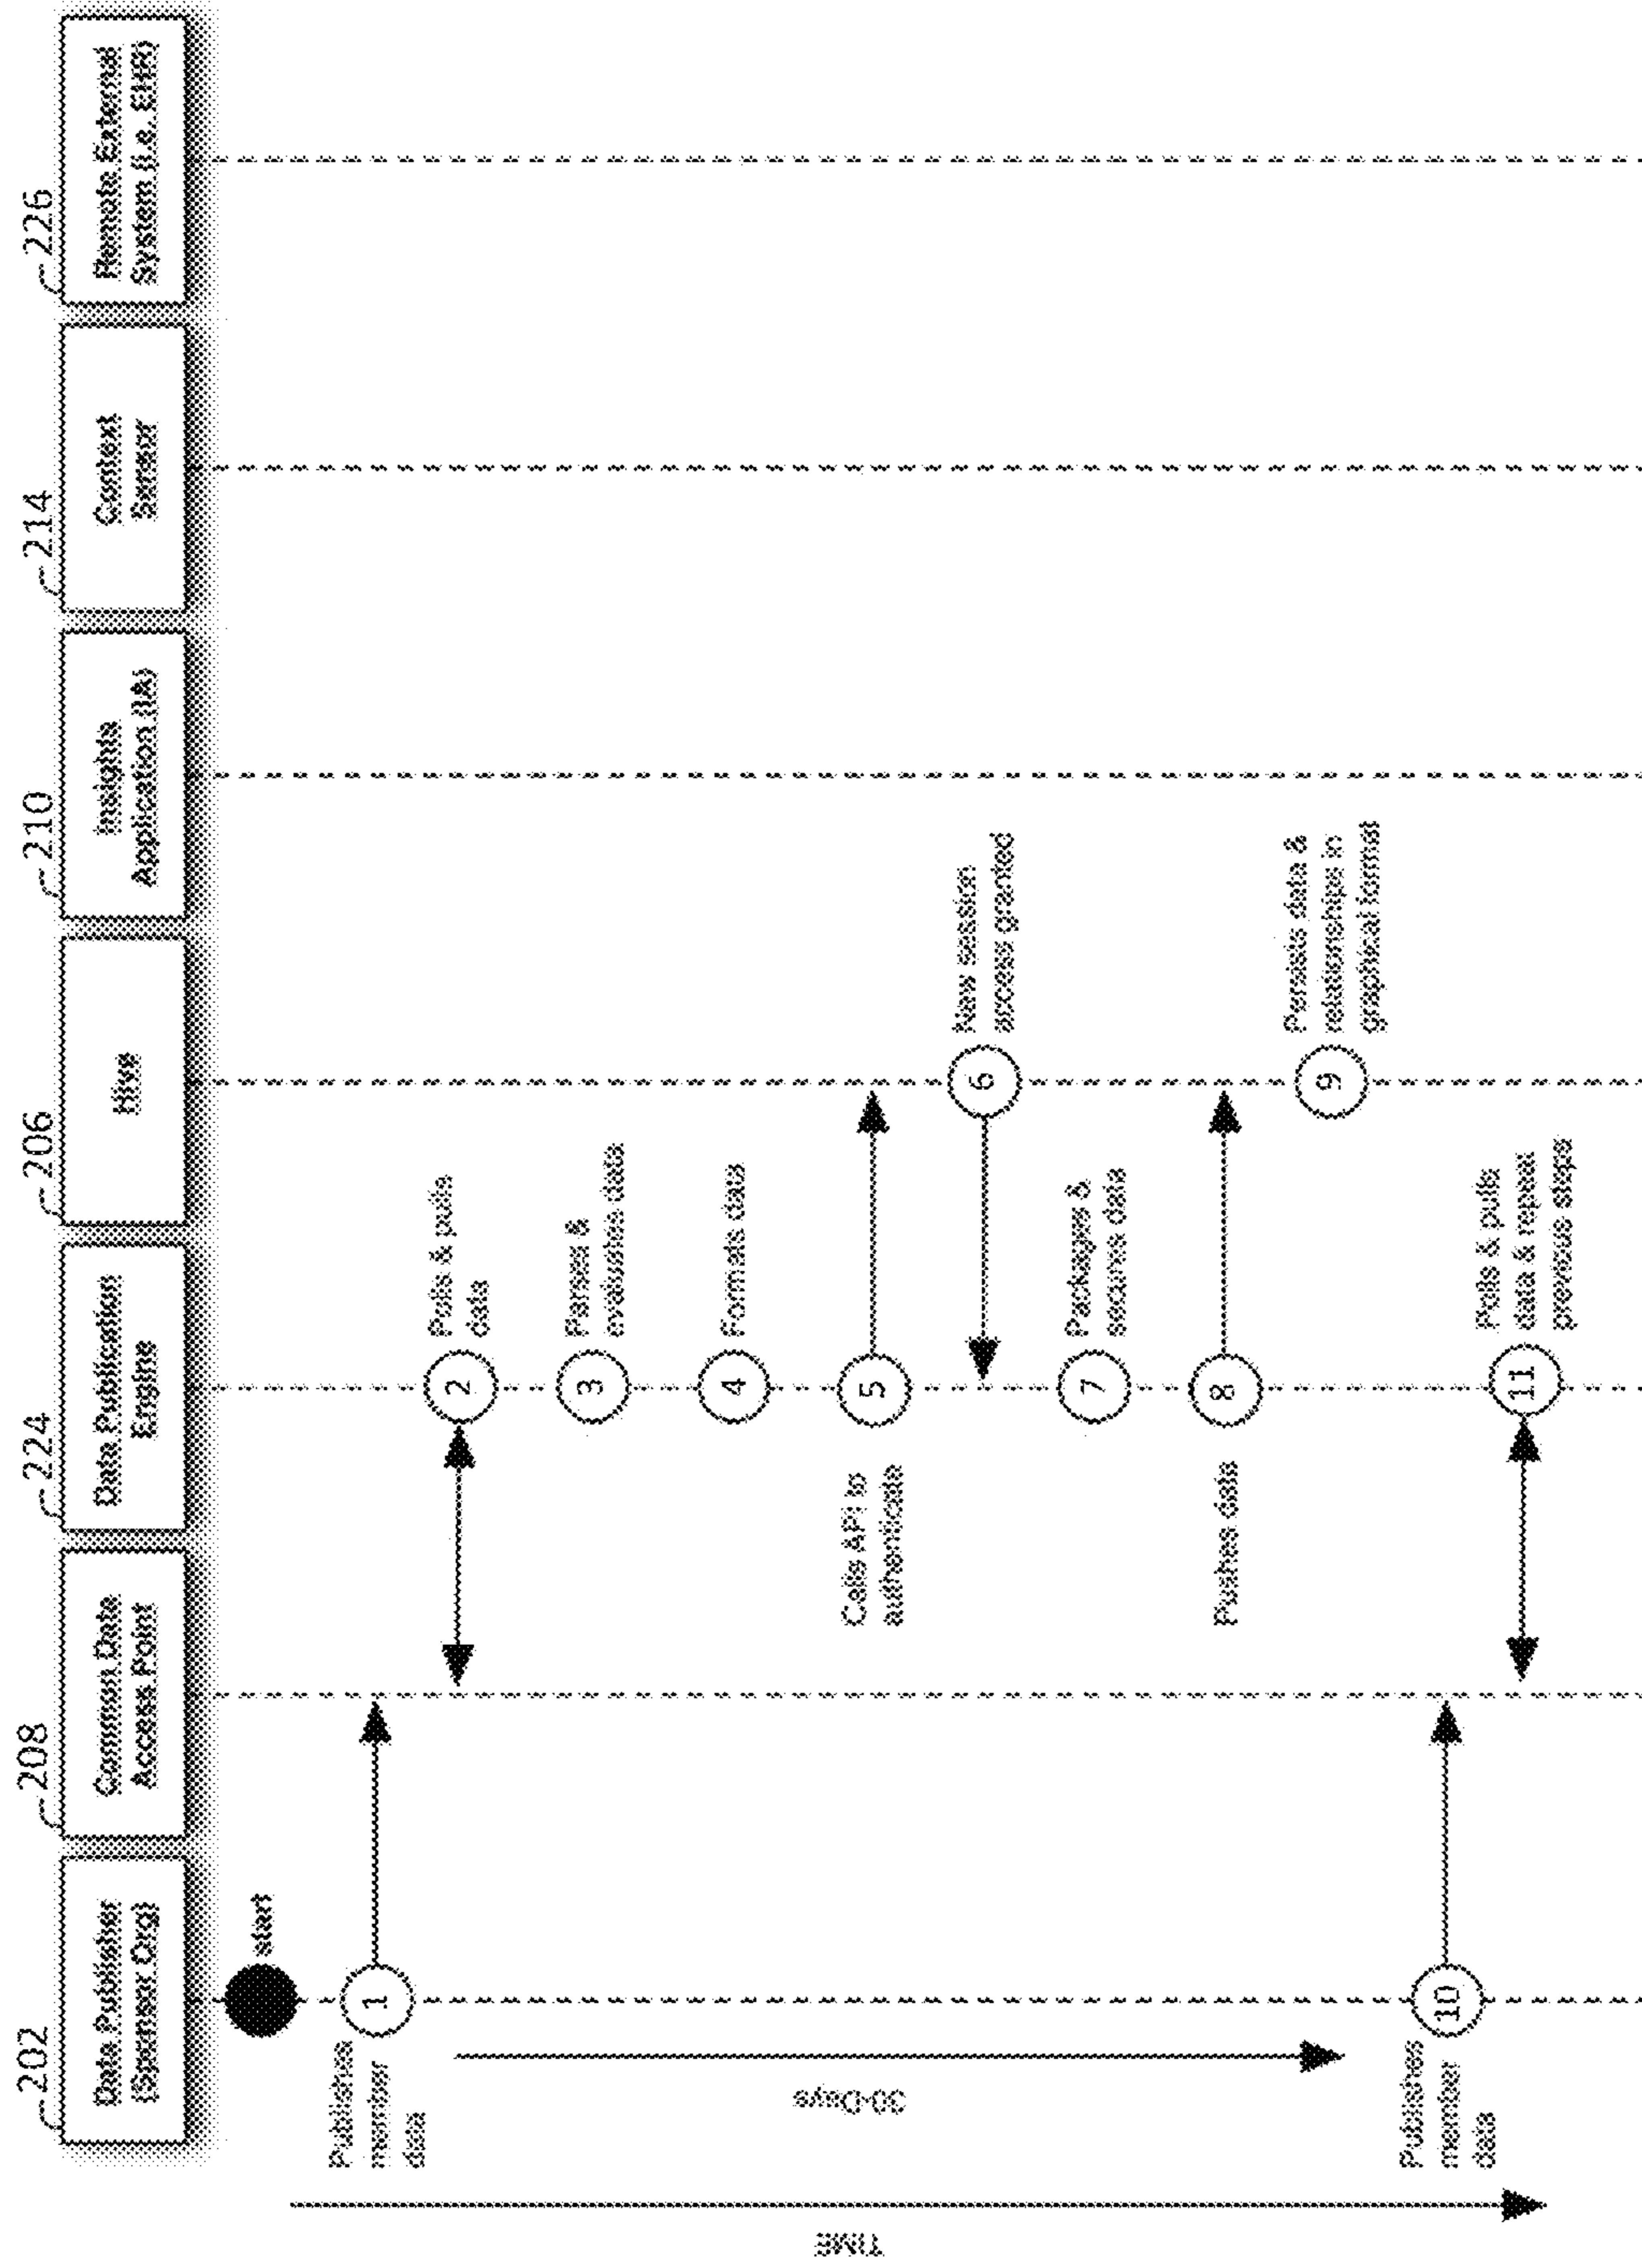 202
Data Publisher
(Sponsor Org)
208
Common Data
Access Point
224
Data Publication
Engine
206
Hive
210
Insights
Application (IA)
214
Context
Sensor
226
Remote External
System (i.e. EHR)
start
Publishes
member
data
1
2
Polls & pulls
data
3
Parses &
evaluates data
4
Formats data
Calls API to
authenticate
5
6
New session
access granted
7
Packages &
secures data
Pushes data
8
9
Persists data &
relationships in
graphical format
Publishes
member
data
10
11
Polls & pulls
data & repeat
previous steps
30-Days
TIME